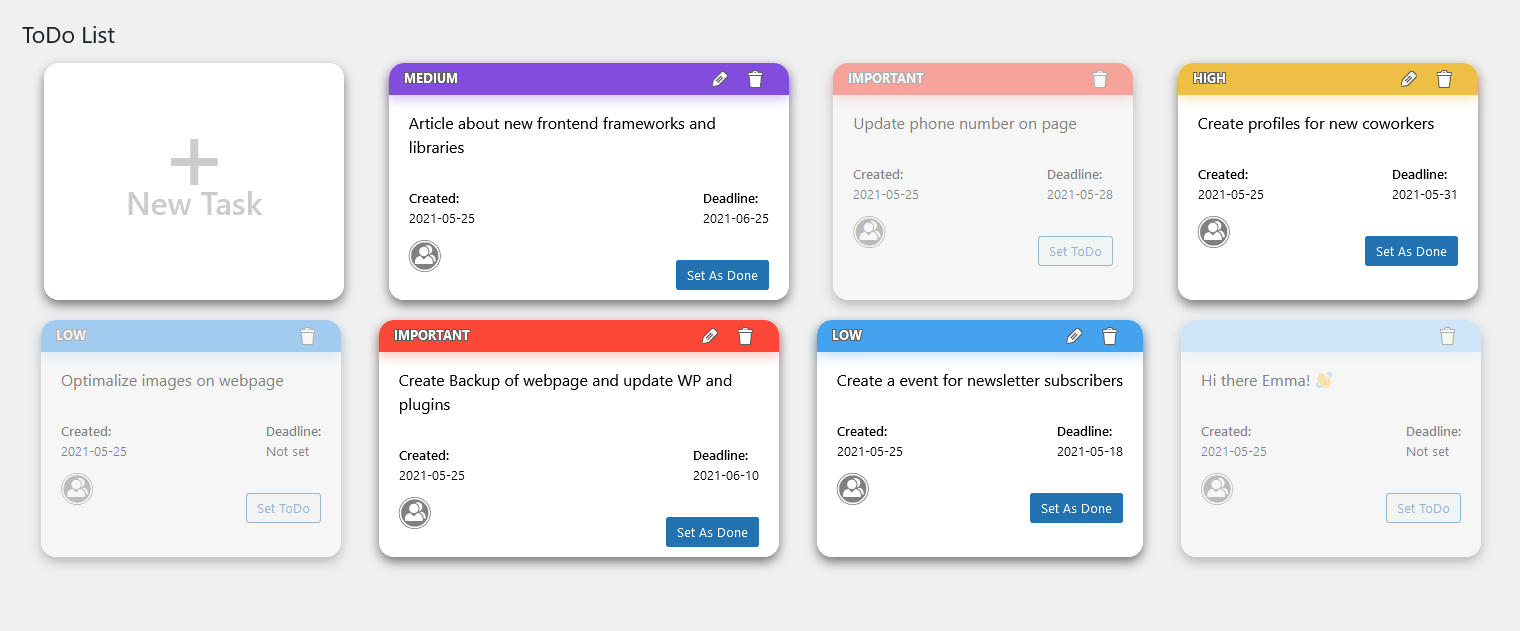 ToDo List
New Task
MEDIUM
Article about new frontend frameworks and
libraries
Created:
2021-05-25
Deadline:
2021-06-25
Set As Done
IMPORTANT
Update phone number on page
Created:
2021-05-25
Deadline:
2021-05-28
Set ToDo
HIGH
Create profiles for new coworkers
Created:
2021-05-25
Deadline:
2021-05-31
Set As Done
LOW
Optimalize images on webpage
Created:
2021-05-25
Deadline:
Not set
Set ToDo
IMPORTANT
Create Backup of webpage and update WP and
plugins
Created:
2021-05-25
Deadline:
2021-06-10
Set As Done
LOW
Create a event for newsletter subscribers
Created:
2021-05-25
Deadline:
2021-05-18
Set As Done
Hi there Emma! 👋
Created:
2021-05-25
Deadline:
Not set
Set ToDo